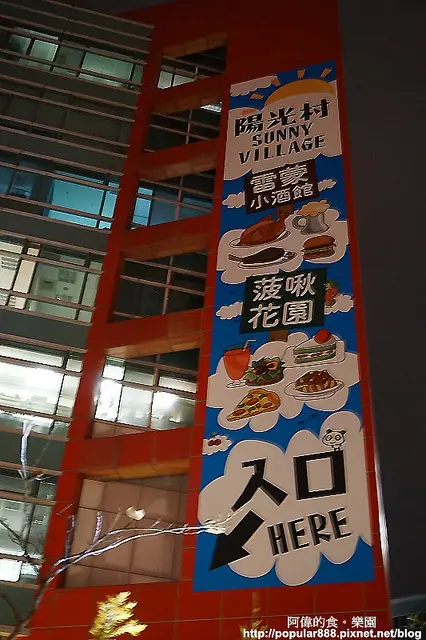 陽光村
SUNNY
VILLAGE
雷蒙
小酒館
菠啾
花園
入口
HERE
阿偉的食。樂園
http://popular888.pixnet.net/blog